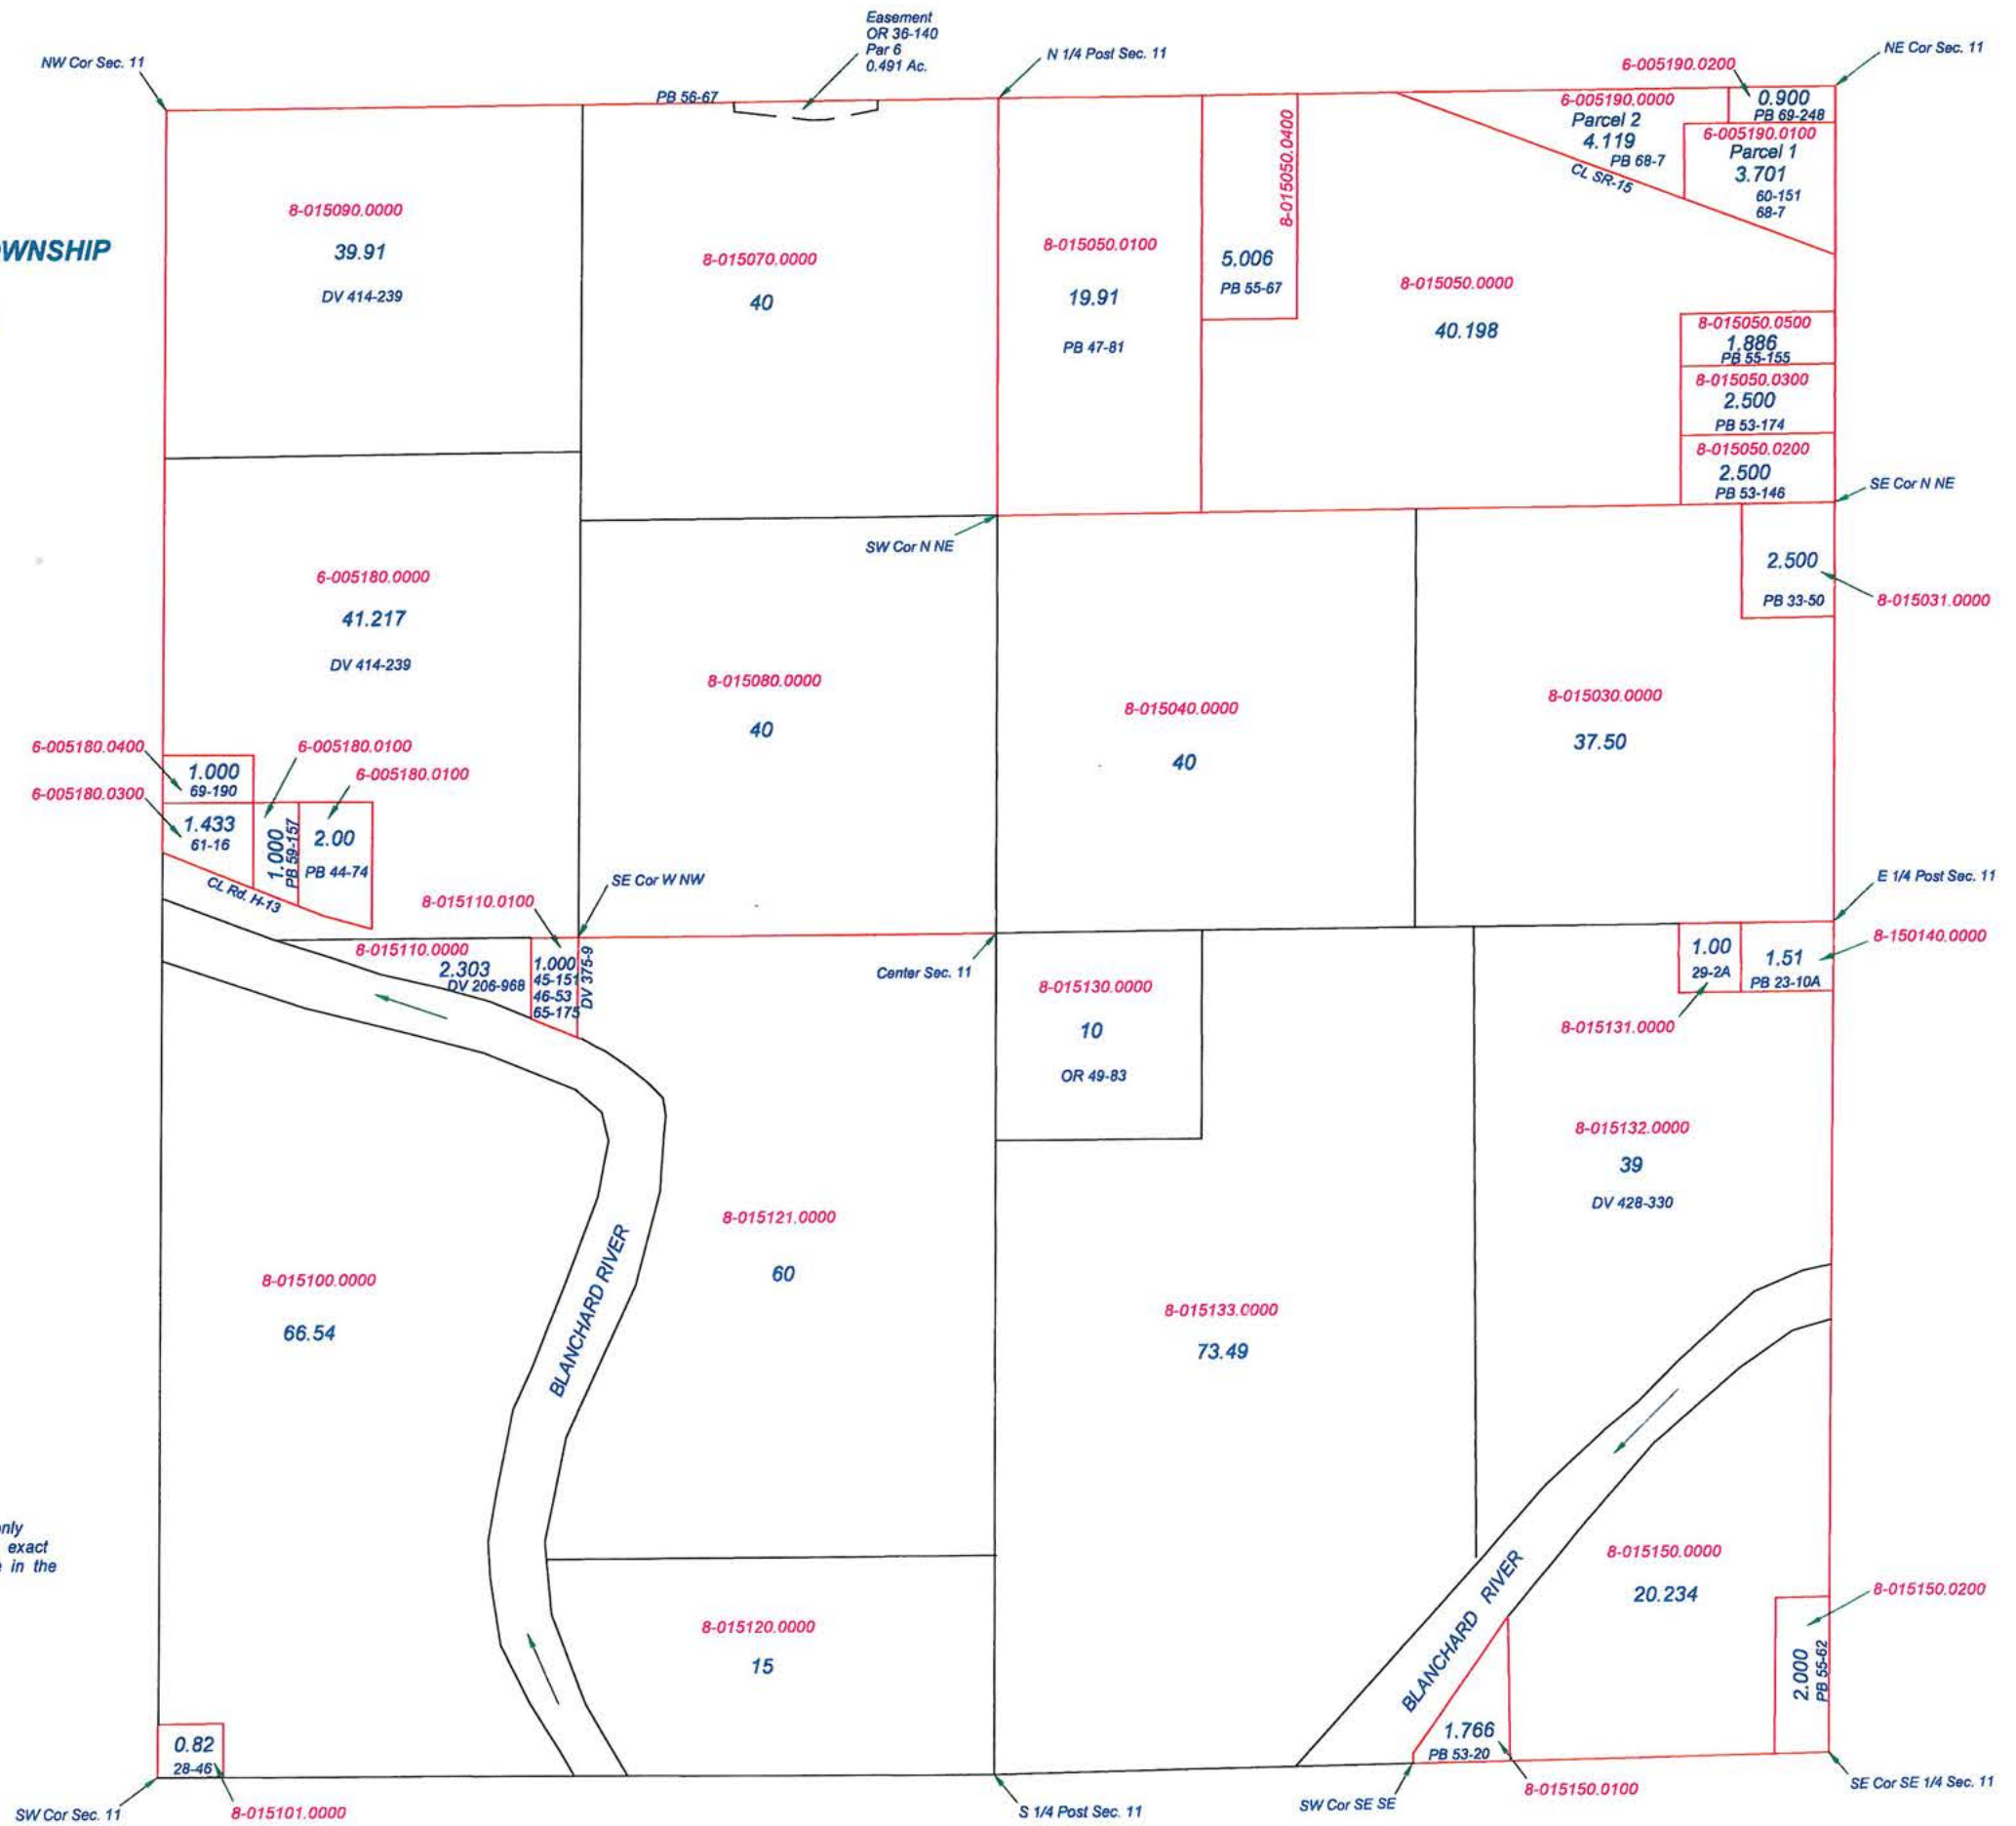 Easement
OR 36-140
Par 6
0.491 Ac.
NW Cor Sec. 11
N 1/4 Post Sec. 11
NE Cor Sec. 11
6-005190.0200
PB 56-67
6-005190.0000
Parcel 2
4.119
PB 68-7
0.900
PB 69-248
6-005190.0100
Parcel 1
3.701
60-151
68-7
CL SR-15
WNSHIP
8-015090.0000
39.91
DV 414-239
8-015070.0000
40
8-015050.0100
19.91
PB 47-81
8-015050.0400
5.006
PB 55-67
8-015050.0000
40.198
8-015050.0500
1.886
PB 55-155
8-015050.0300
2.500
PB 53-174
8-015050.0200
2.500
PB 53-146
SE Cor N NE
SW Cor N NE
2.500
PB 33-50
8-015031.0000
6-005180.0000
41.217
DV 414-239
8-015080.0000
40
8-015040.0000
40
8-015030.0000
37.50
6-005180.0400
1.000
69-190
6-005180.0300
1.433
61-16
6-005180.0100
1.000
PB 59-157
6-005180.0100
2.00
PB 44-74
CL Rd. H-13
SE Cor W NW
8-015110.0100
E 1/4 Post Sec. 11
8-015110.0000
2.303
DV 206-968
1.000
45-151
46-53
65-175
DV 375-9
Center Sec. 11
8-015130.0000
10
OR 49-83
1.00
29-2A
1.51
PB 23-10A
8-150140.0000
8-015131.0000
8-015132.0000
39
DV 428-330
8-015121.0000
60
BLANCHARD RIVER
8-015100.0000
66.54
8-015133.0000
73.49
nly
exact
in the
8-015150.0000
20.234
8-015150.0200
2.000
PB 55-62
BLANCHARD RIVER
8-015120.0000
15
1.766
PB 53-20
8-015150.0100
0.82
28-46
8-015101.0000
SW Cor Sec. 11
S 1/4 Post Sec. 11
SW Cor SE SE
SE Cor SE 1/4 Sec. 11